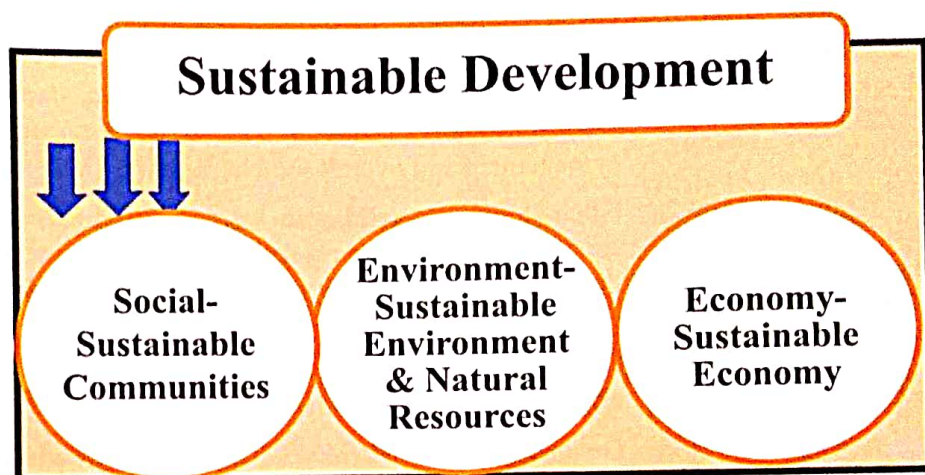 Sustainable Development
Social-
Sustainable
Communities
Environment-
Sustainable
Environment
& Natural
Resources
Economy-
Sustainable
Economy